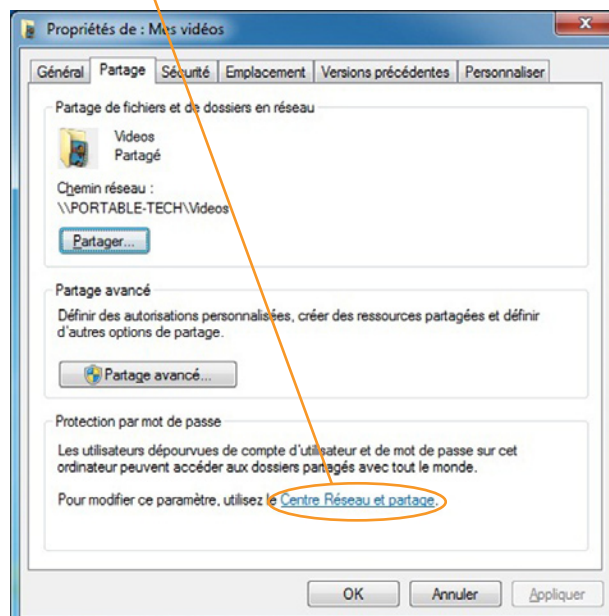 Propriétés de : Mes vidéos
Général Partage Sécurité Emplacement Versions précédentes Personnaliser
Partage de fichiers et de dossiers en réseau
Videos
Partagé
Chemin réseau :
\\PORTABLE-TECH\Videos
Partager...
Partage avancé
Définir des autorisations personnalisées, créer des ressources partagées et définir
d'autres options de partage.
Partage avancé...
Protection par mot de passe
Les utilisateurs dépourvues de compte d'utilisateur et de mot de passe sur cet
ordinateur peuvent accéder aux dossiers partagés avec tout le monde.
Pour modifier ce paramètre, utilisez le Centre Réseau et partage.
OK Annuler Appliquer